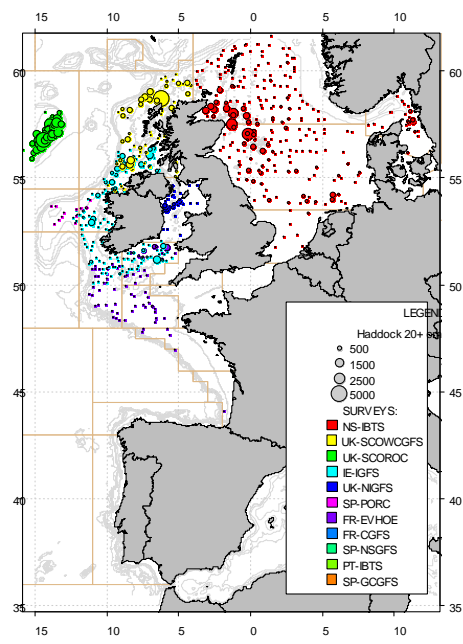 15 10 5 0 5 10
60
55
50
45
40
35
LEGEN
Haddock 20+
500
1500
2500
5000
SURVEYS:
NS-IBTS
UK-SCOWCGFS
UK-SCOROC
IE-IGFS
UK-NIGFS
SP-PORC
FR-EVHOE
FR-CGFS
SP-NSGFS
PT-IBTS
SP-GCGFS
60
55
50
45
40
35
15 10 5 0 5 10